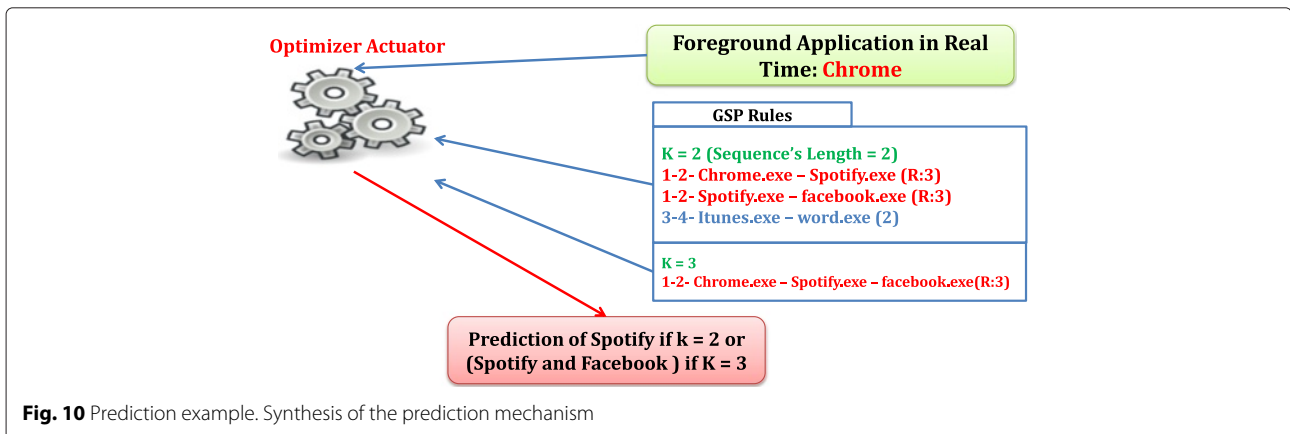 Optimizer Actuator
Foreground Application in Real
Time: Chrome
GSP Rules
K = 2 (Sequence's Length = 2)
1-2- Chrome.exe – Spotify.exe (R:3)
1-2- Spotify.exe – facebook.exe (R:3)
3-4- Itunes.exe – word.exe (2)
K = 3
1-2- Chrome.exe – Spotify.exe – facebook.exe(R:3)
Prediction of Spotify if k = 2 or
(Spotify and Facebook ) if K = 3
Fig. 10 Prediction example. Synthesis of the prediction mechanism